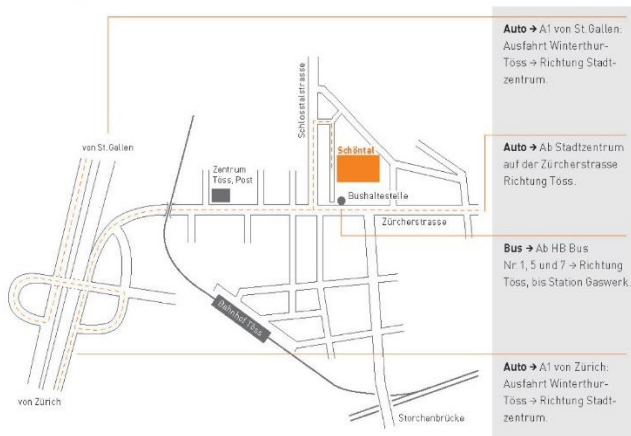 Auto → A1 von St.Gallen:
Ausfahrt Winterthur-
Töss → Richtung Stadt-
zentrum.
Schlosstalstrasse
von St.Gallen
Zentrum
Töss, Post
Schöntal
Bushaltestelle
Zürcherstrasse
Auto → Ab Stadtzentrum
auf der Zürcherstrasse
Richtung Töss.
Bus → Ab HB Bus
Nr. 1, 5 und 7 → Richtung
Töss, bis Station Gaswerk.
Bahnhof Töss
Auto → A1 von Zürich:
Ausfahrt Winterthur-
Töss → Richtung Stadt-
zentrum.
von Zürich
Storchenbrücke